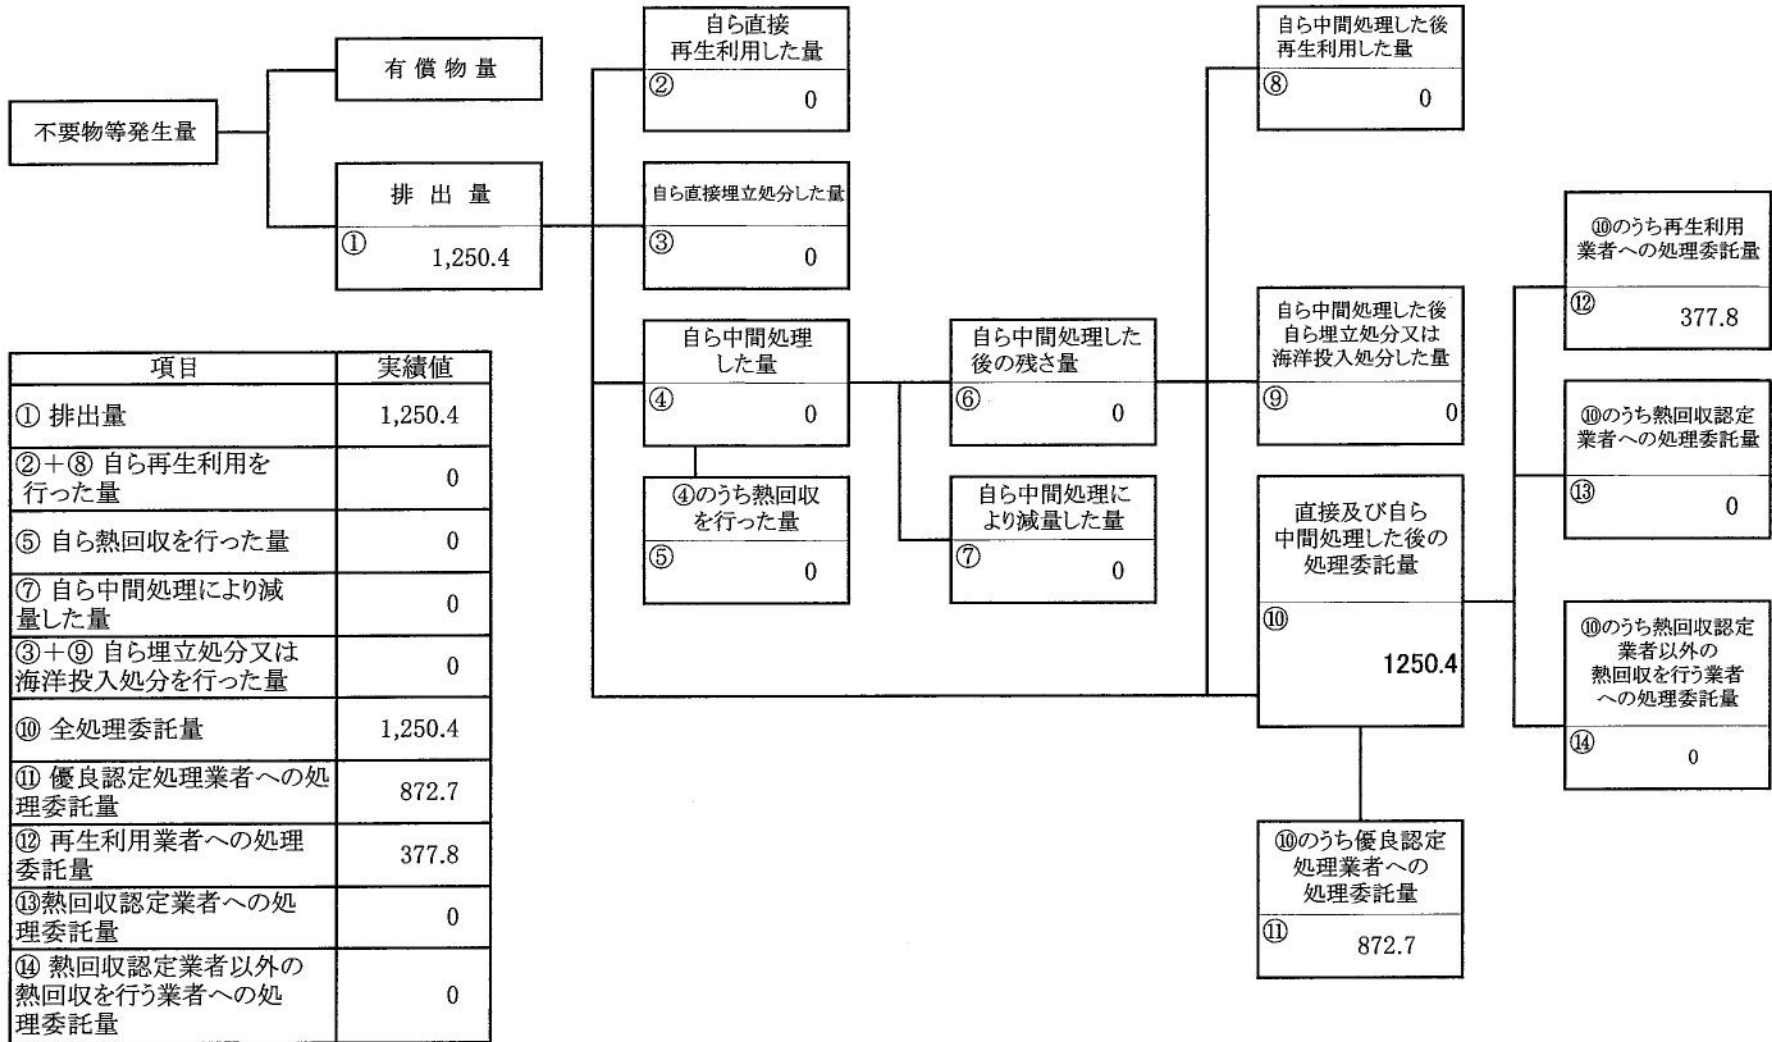 不要物等発生量
有償物量
排出量
①
1,250.4
自ら直接
再生利用した量
②
0
自ら直接埋立処分した量
③
0
自ら中間処理
した量
④
0
④のうち熱回収
を行った量
⑤
0
自ら中間処理した
後の残さ量
⑥
0
自ら中間処理に
より減量した量
⑦
0
自ら中間処理した後
再生利用した量
⑧
0
自ら中間処理した後
自ら埋立処分又は
海洋投入処分した量
⑨
0
直接及び自ら
中間処理した後の
処理委託量
⑩
1250.4
⑩のうち優良認定
処理業者への
処理委託量
⑪
872.7
⑩のうち再生利用
業者への処理委託量
⑫
377.8
⑩のうち熱回収認定
業者への処理委託量
⑬
0
⑩のうち熱回収認定
業者以外の
熱回収を行う業者
への処理委託量
⑭
0
項目 実績値
① 排出量 1,250.4
②+⑧ 自ら再生利用を
行った量 0
⑤ 自ら熱回収を行った量 0
⑦ 自ら中間処理により減
量した量 0
③+⑨ 自ら埋立処分又は
海洋投入処分を行った量 0
⑩ 全処理委託量 1,250.4
⑪ 優良認定処理業者への処
理委託量 872.7
⑫ 再生利用業者への処理
委託量 377.8
⑬熱回収認定業者への処
理委託量 0
⑭ 熱回収認定業者以外の
熱回収を行う業者への処
理委託量 0